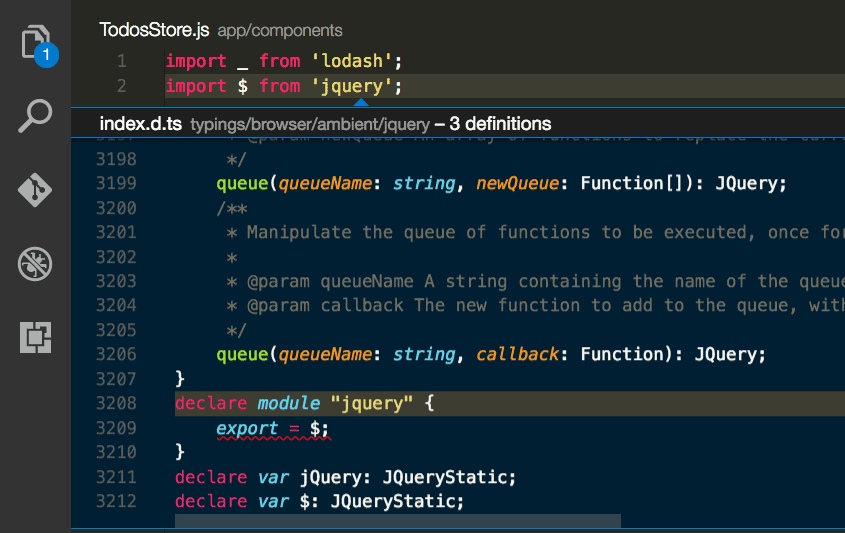 1
TodosStore.js app/components
1 import _ from 'lodash';
2 import $ from 'jquery';
index.d.ts typings/browser/ambient/jquery – 3 definitions
3198 */
3199 queue(queueName: string, newQueue: Function[]): JQuery;
3200 /**
3201 * Manipulate the queue of functions to be executed, once for
3202 *
3203 * @param queueName A string containing the name of the queue
3204 * @param callback The new function to add to the queue, with
3205 */
3206 queue(queueName: string, callback: Function): JQuery;
3207 }
3208 declare module "jquery" {
3209 export = $;
3210 }
3211 declare var jQuery: JQueryStatic;
3212 declare var $: JQueryStatic;